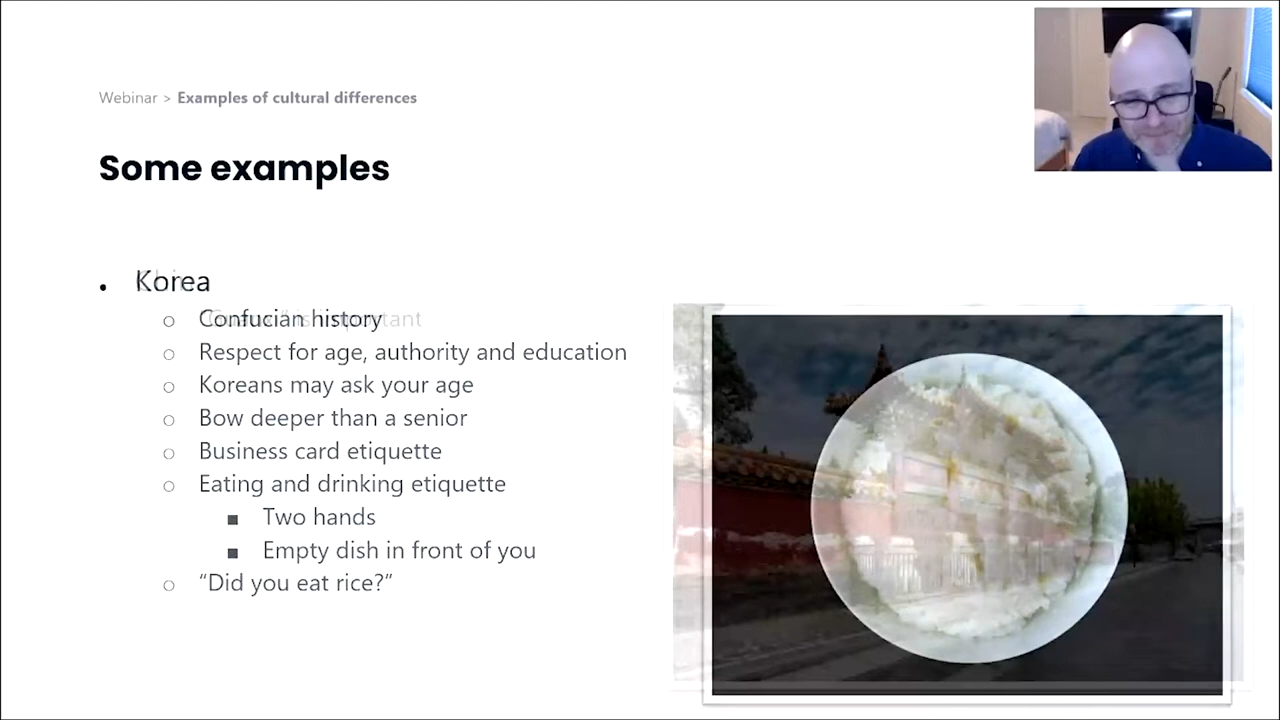 Webinar > Examples of cultural differences
Some examples
• Korea
○ Confucian history
○ Respect for age, authority and education
○ Koreans may ask your age
○ Bow deeper than a senior
○ Business card etiquette
○ Eating and drinking etiquette
■ Two hands
■ Empty dish in front of you
○ “Did you eat rice?”